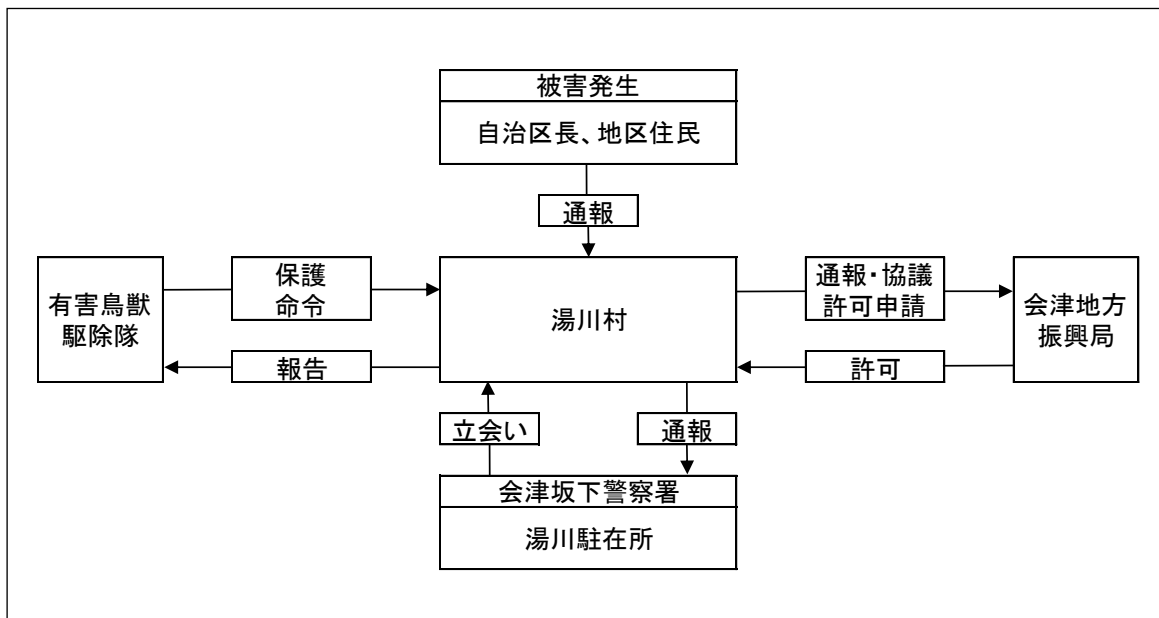 被害発生
自治区長、地区住民
通報
有害鳥獣
駆除隊
保護
命令
報告
湯川村
通報・協議
許可申請
許可
会津地方
振興局
立会い
通報
会津坂下警察署
湯川駐在所